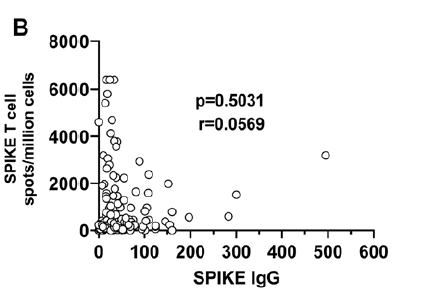 B
SPIKE T cell
spots/million cells
8000
6000
4000
2000
0
p=0.5031
r=0.0569
0 100 200 300 400 500 600
SPIKE IgG